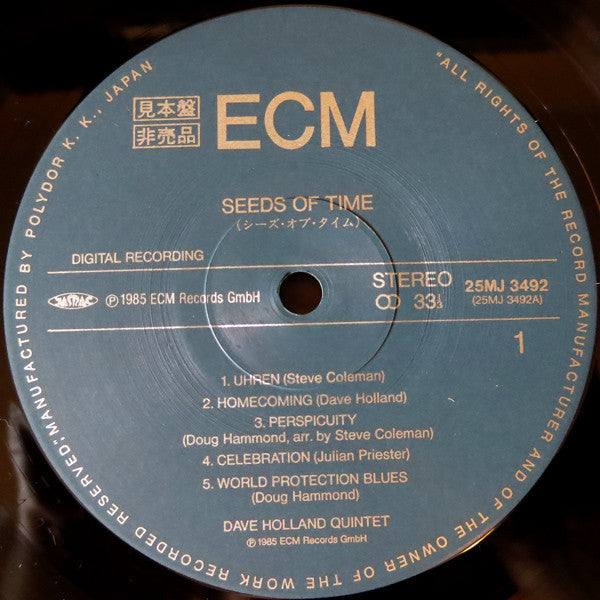 見本盤
非売品
ECM
SEEDS OF TIME
(シーズ・オブ・タイム)
DIGITAL RECORDING
STEREO
33⅓
25MJ 3492
(25MJ 3492A)
JASRAC
Ⓟ1985 ECM Records GmbH
1
1. UHREN (Steve Coleman)
2. HOMECOMING (Dave Holland)
3. PERSPICUITY
(Doug Hammond, arr. by Steve Coleman)
4. CELEBRATION (Julian Priester)
5. WORLD PROTECTION BLUES
(Doug Hammond)
DAVE HOLLAND QUINTET
Ⓟ1985 ECM Records GmbH
"ALL RIGHTS OF THE RECORD MANUFACTURER AND OF THE OWNER OF THE WORK RECORDED RESERVED." MANUFACTURED BY POLYDOR K. K., JAPAN